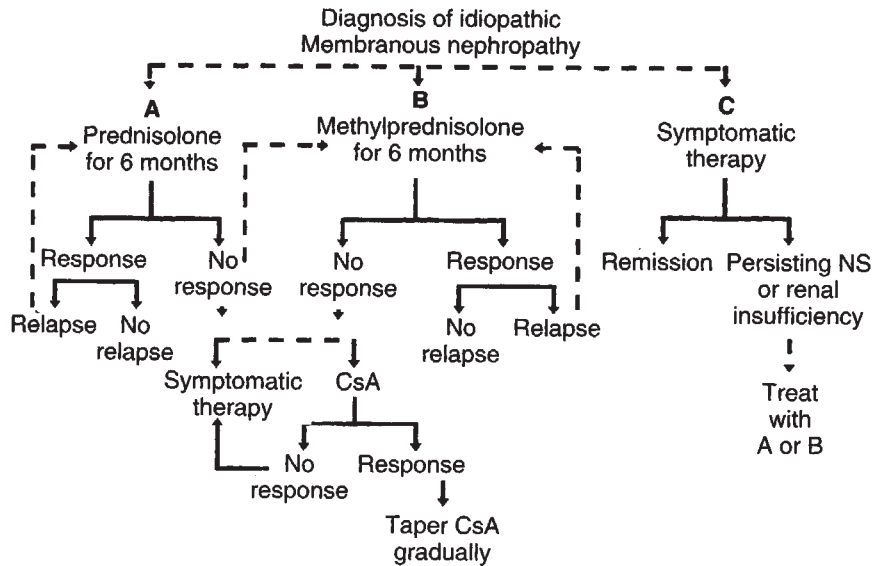 Diagnosis of idiopathic
Membranous nephropathy
A
Prednisolone
for 6 months
B
Methylprednisolone
for 6 months
C
Symptomatic
therapy
Response
No
response
No
response
Response
Remission
Persisting NS
or renal
insufficiency
Relapse
No
relapse
No
relapse
Relapse
Symptomatic
therapy
CsA
Treat
with
A or B
No
response
Response
Taper CsA
gradually